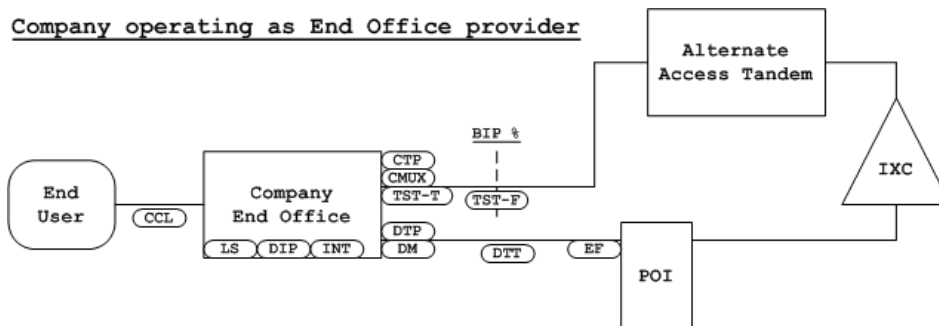 Company operating as End Office provider
Alternate
Access Tandem
BIP %
IXC
CTP
CMUX
TST-T
TST-F
End
User
CCL
Company
End Office
LS
DIP
INT
DTP
DM
DTT
EF
POI